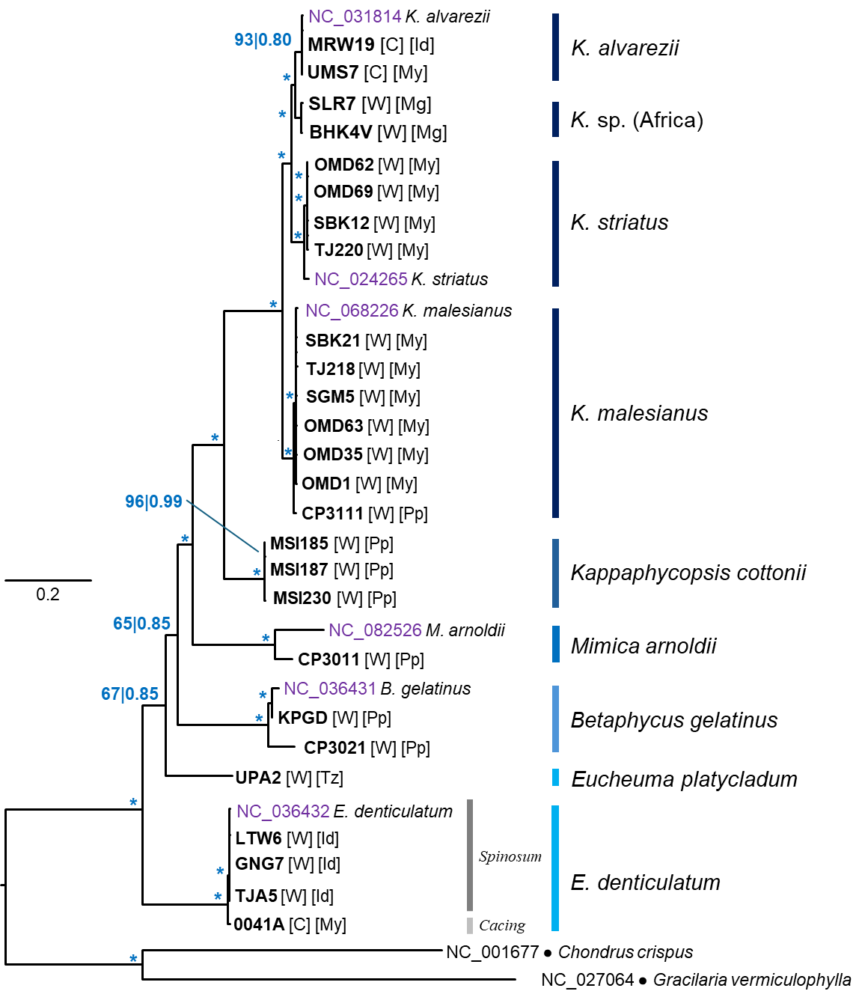 NC_031814 K. alvarezii
93|0.80
MRW19 [C] [Id]
K. alvarezii
UMS7 [C] [My]
*
SLR7 [W] [Mg]
*
K. sp. (Africa)
BHK4V [W] [Mg]
*
OMD62 [W] [My]
*
OMD69 [W] [My]
*
SBK12 [W] [My]
K. striatus
*
TJ220 [W] [My]
NC_024265 K. striatus
*
NC_068226 K. malesianus
SBK21 [W] [My]
TJ218 [W] [My]
*
SGM5 [W] [My]
K. malesianus
OMD63 [W] [My]
*
*
OMD35 [W] [My]
OMD1 [W] [My]
96|0.99
CP3111 [W] [Pp]
*
MSI185 [W] [Pp]
*
MSI187 [W] [Pp]
Kappaphycopsis cottonii
0.2
MSI230 [W] [Pp]
65|0.85
NC_082526 M. arnoldii
*
Mimica arnoldii
CP3011 [W] [Pp]
67|0.85
NC_036431 B. gelatinus
*
*
KPGD [W] [Pp]
Betaphycus gelatinus
CP3021 [W] [Pp]
UPA2 [W] [Tz]
Eucheuma platycladum
*
NC_036432 E. denticulatum
LTW6 [W] [Id]
Spinosum
GNG7 [W] [Id]
*
E. denticulatum
*
TJA5 [W] [Id]
0041A [C] [My]
Cacing
NC_001677 ● Chondrus crispus
*
NC_027064 ● Gracilaria vermiculophylla